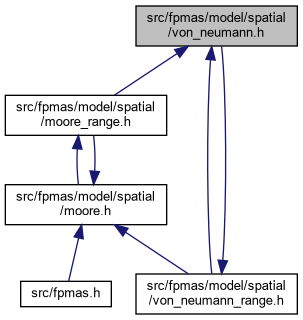 src/fpmas/model/spatial
/von_neumann.h
src/fpmas/model/spatial
/moore_range.h
src/fpmas/model/spatial
/moore.h
src/fpmas.h
src/fpmas/model/spatial
/von_neumann_range.h